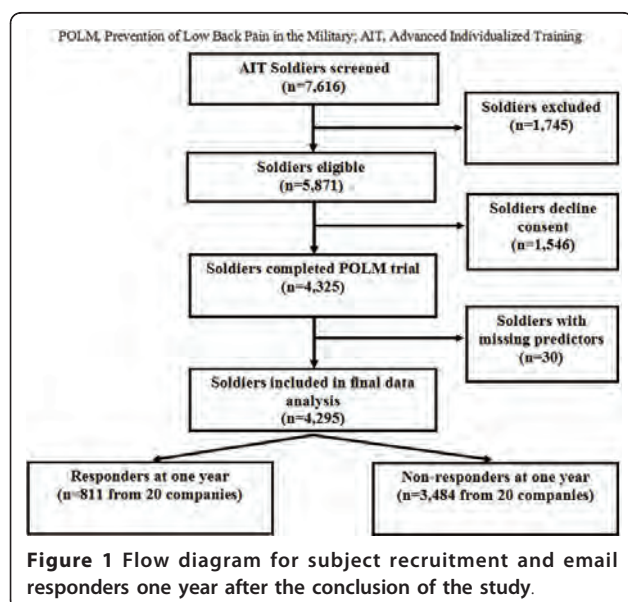 POLM, Prevention of Low Back Pain in the Military; AIT, Advanced Individualized Training
AIT Soldiers screened
(n=7,616)
Soldiers excluded
(n=1,745)
Soldiers eligible
(n=5,871)
Soldiers decline
consent
(n=1,546)
Soldiers completed POLM trial
(n=4,325)
Soldiers with
missing predictors
(n=30)
Soldiers included in final data
analysis
(n=4,295)
Responders at one year
(n=811 from 20 companies)
Non-responders at one year
(n=3,484 from 20 companies)
Figure 1 Flow diagram for subject recruitment and email
responders one year after the conclusion of the study.